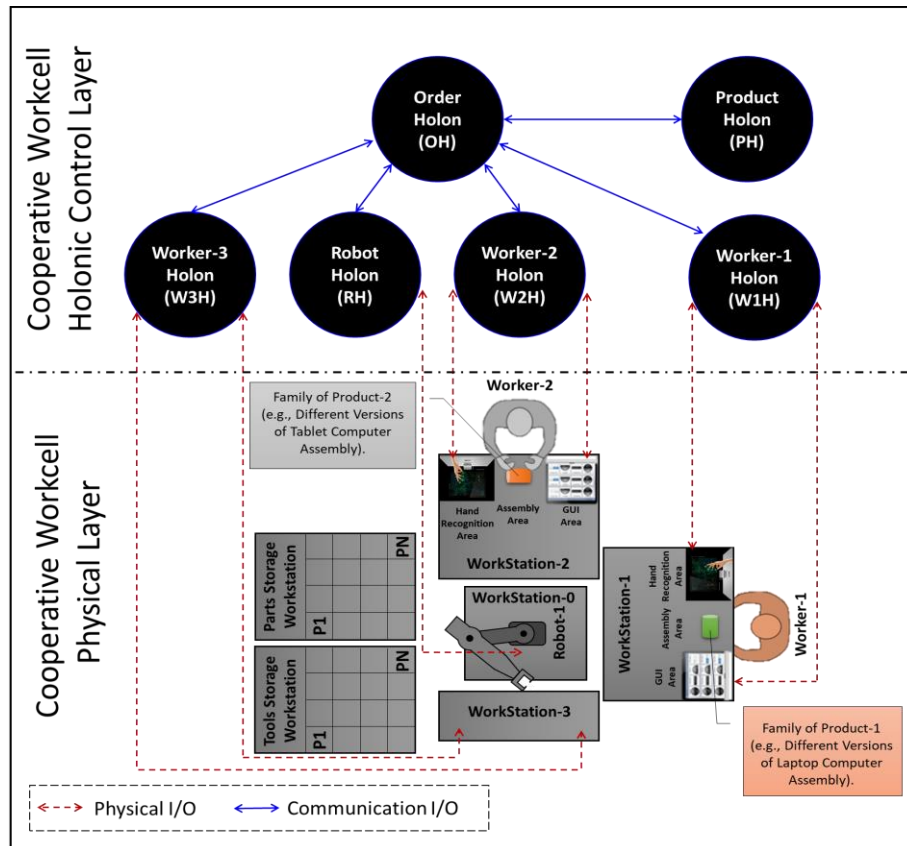 Cooperative Workcell
Holonic Control Layer
Order
Holon
(OH)
Product
Holon
(PH)
Worker-3
Holon
(W3H)
Robot
Holon
(RH)
Worker-2
Holon
(W2H)
Worker-1
Holon
(W1H)
Cooperative Workcell
Physical Layer
Family of Product-2
(e.g., Different Versions
of Tablet Computer
Assembly).
Worker-2
Hand
Recognition
Area
Assembly
Area
GUI
Area
WorkStation-2
Parts Storage
Workstation
P1
PN
WorkStation-0
Robot-1
WorkStation-1
Hand
Recognition
Area
Assembly
Area
GUI
Area
Worker-1
Tools Storage
Workstation
P1
PN
WorkStation-3
Family of Product-1
(e.g., Different Versions
of Laptop Computer
Assembly).
Physical I/O
Communication I/O